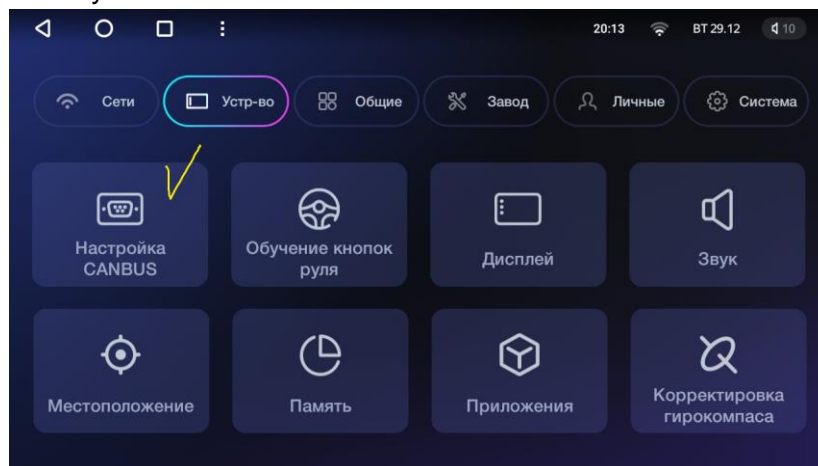 20:13 ВТ 29.12 10
Сети Устр-во Общие Завод Личные Система
Настройка
CANBUS
Обучение кнопок
руля
Дисплей
Звук
Местоположение
Память
Приложения
Корректировка
гирокомпаса